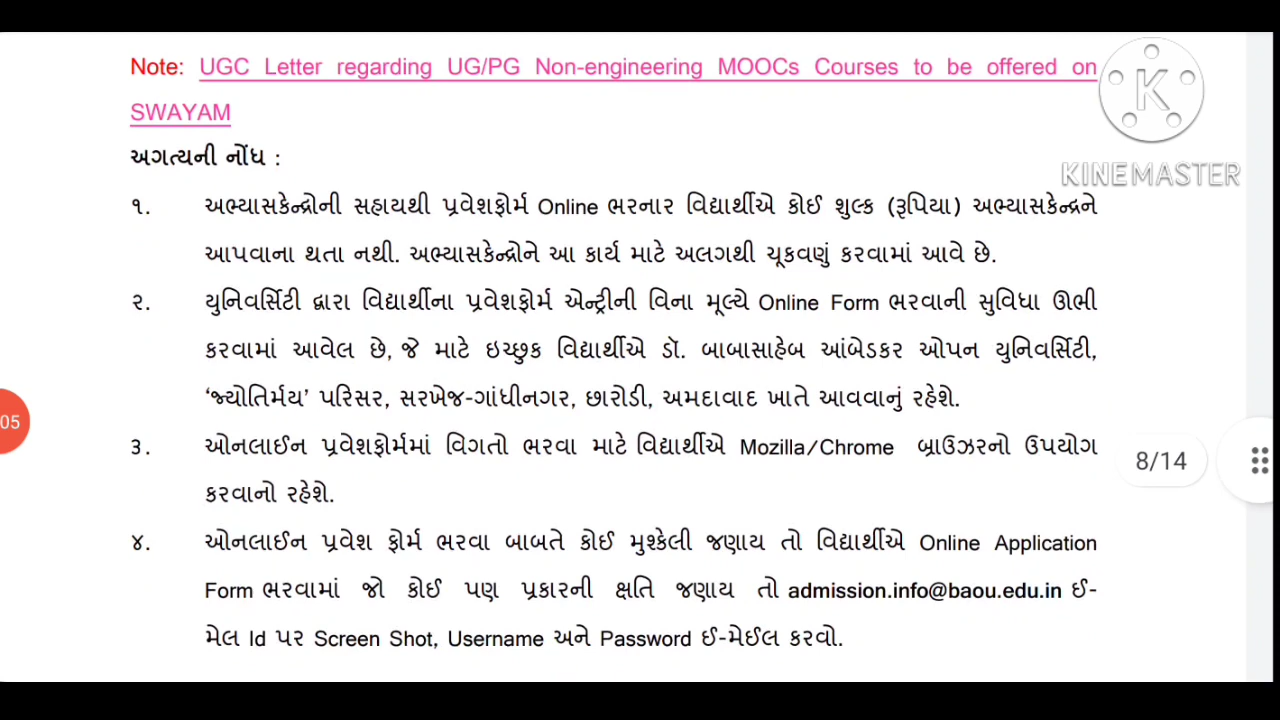 Note: UGC Letter regarding UG/PG Non-engineering MOOCs Courses to be offered on
SWAYAM
K
KINEMASTER
અગત્યની નોંધ :
૧. અભ્યાસકેન્દ્રોની સહાયથી પ્રવેશફોર્મ Online ભરનાર વિદ્યાર્થીએ કોઈ શુલ્ક (રૂપિયા) અભ્યાસકેન્દ્રને
આપવાના થતા નથી. અભ્યાસકેન્દ્રોને આ કાર્ય માટે અલગથી ચૂકવણું કરવામાં આવે છે.
૨. યુનિવર્સિટી દ્વારા વિદ્યાર્થીના પ્રવેશફોર્મ એન્ટ્રીની વિના મૂલ્યે Online Form ભરવાની સુવિધા ઊભી
કરવામાં આવેલ છે, જે માટે ઇચ્છુક વિદ્યાર્થીએ ડૉ. બાબાસાહેબ આંબેડકર ઓપન યુનિવર્સિટી,
‘જ્યોતિર્મય’ પરિસર, સરખેજ-ગાંધીનગર, છારોડી, અમદાવાદ ખાતે આવવાનું રહેશે.
05
૩. ઓનલાઈન પ્રવેશફોર્મમાં વિગતો ભરવા માટે વિદ્યાર્થીએ Mozilla/Chrome બ્રાઉઝરનો ઉપયોગ
8/14
કરવાનો રહેશે.
૪. ઓનલાઈન પ્રવેશ ફોર્મ ભરવા બાબતે કોઈ મુશ્કેલી જણાય તો વિદ્યાર્થીએ Online Application
Form ભરવામાં જો કોઈ પણ પ્રકારની ક્ષતિ જણાય તો admission.info@baou.edu.in ઈ-
મેલ Id પર Screen Shot, Username અને Password ઈ-મેઈલ કરવો.